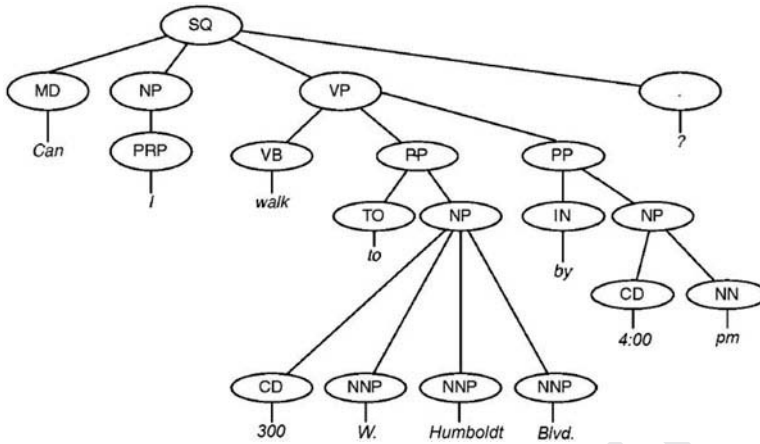 SQ
MD NP VP .
Can PRP VB PP PP ?
I walk TO NP IN NP
to by CD NN
4:00 pm
CD NNP NNP NNP
300 W. Humboldt Blvd.